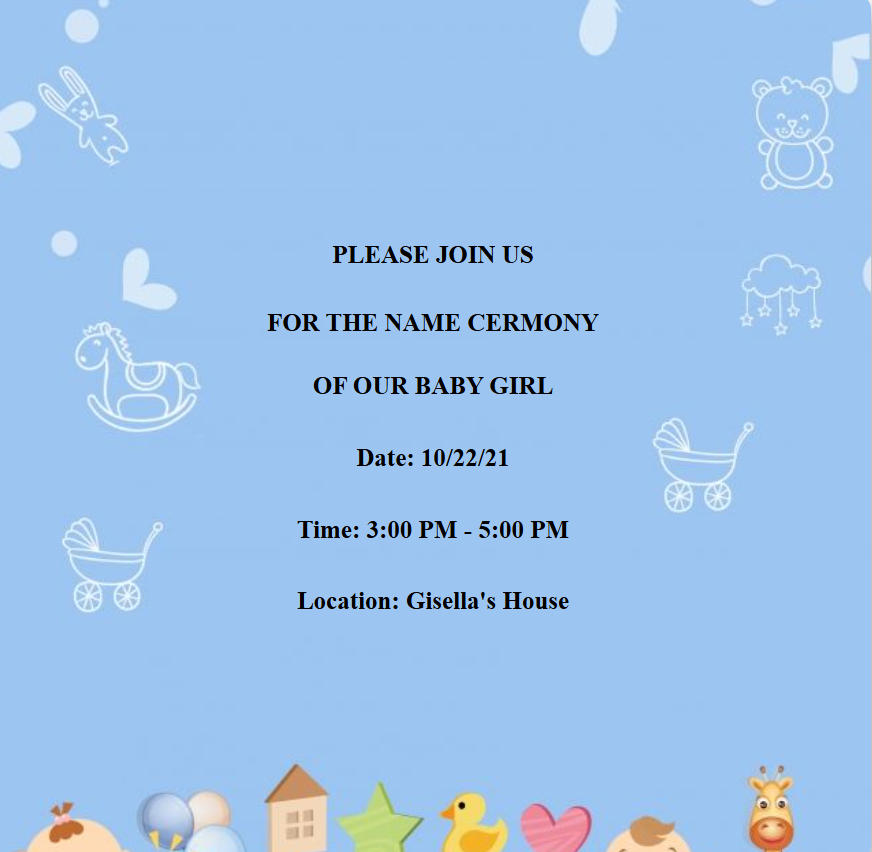 PLEASE JOIN US
FOR THE NAME CERMONY
OF OUR BABY GIRL
Date: 10/22/21
Time: 3:00 PM - 5:00 PM
Location: Gisella's House